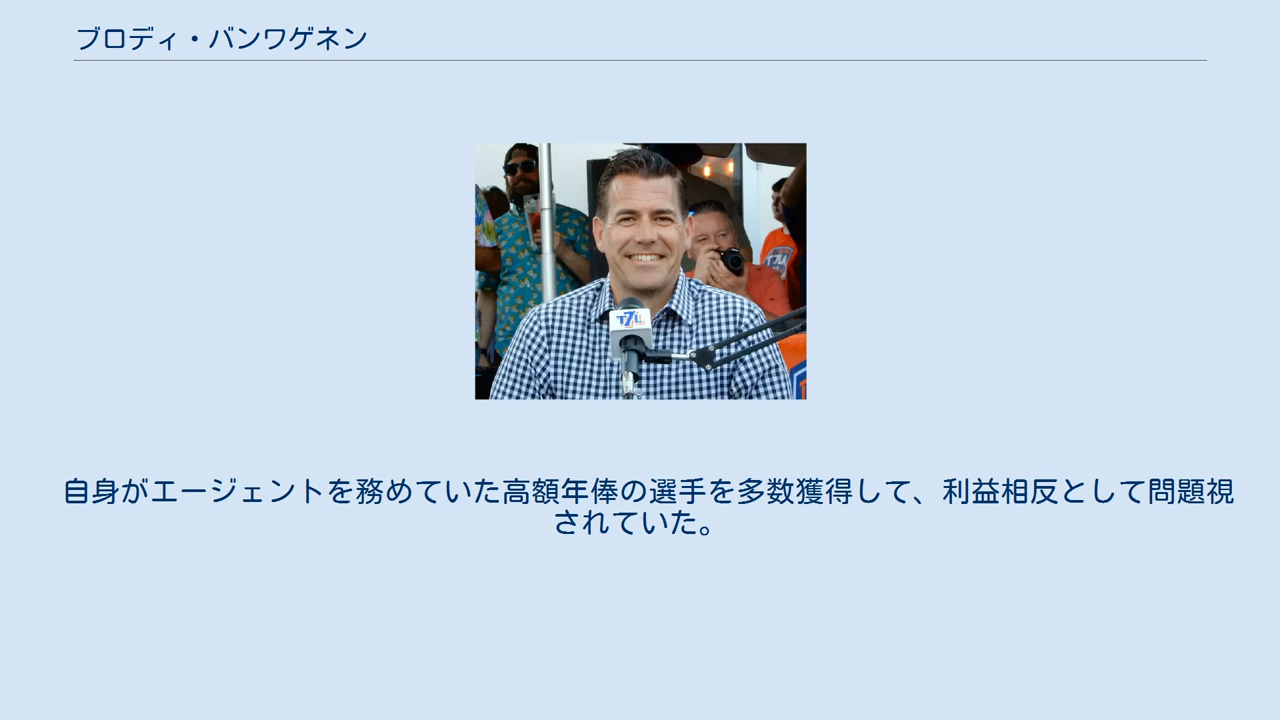 ブロディ・バンワゲネン
T7L
自身がエージェントを務めていた高額年俸の選手を多数獲得して、利益相反として問題視
されていた。